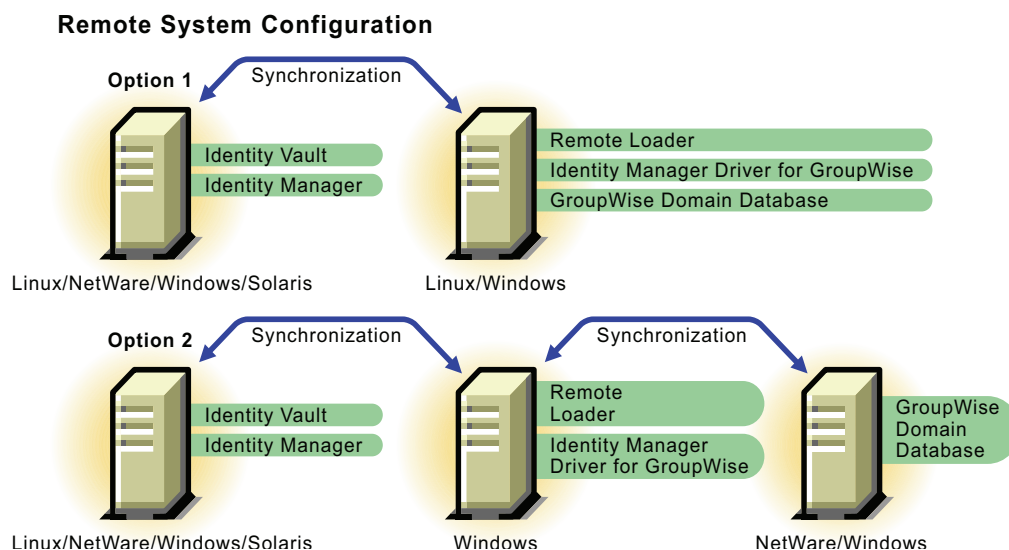 Remote System Configuration
Option 1
Synchronization
Identity Vault
Identity Manager
Remote Loader
Identity Manager Driver for GroupWise
GroupWise Domain Database
Linux/NetWare/Windows/Solaris
Linux/Windows
Option 2
Synchronization
Synchronization
Identity Vault
Identity Manager
Remote
Loader
Identity Manager
Driver for GroupWise
GroupWise
Domain
Database
Linux/NetWare/Windows/Solaris
Windows
NetWare/Windows